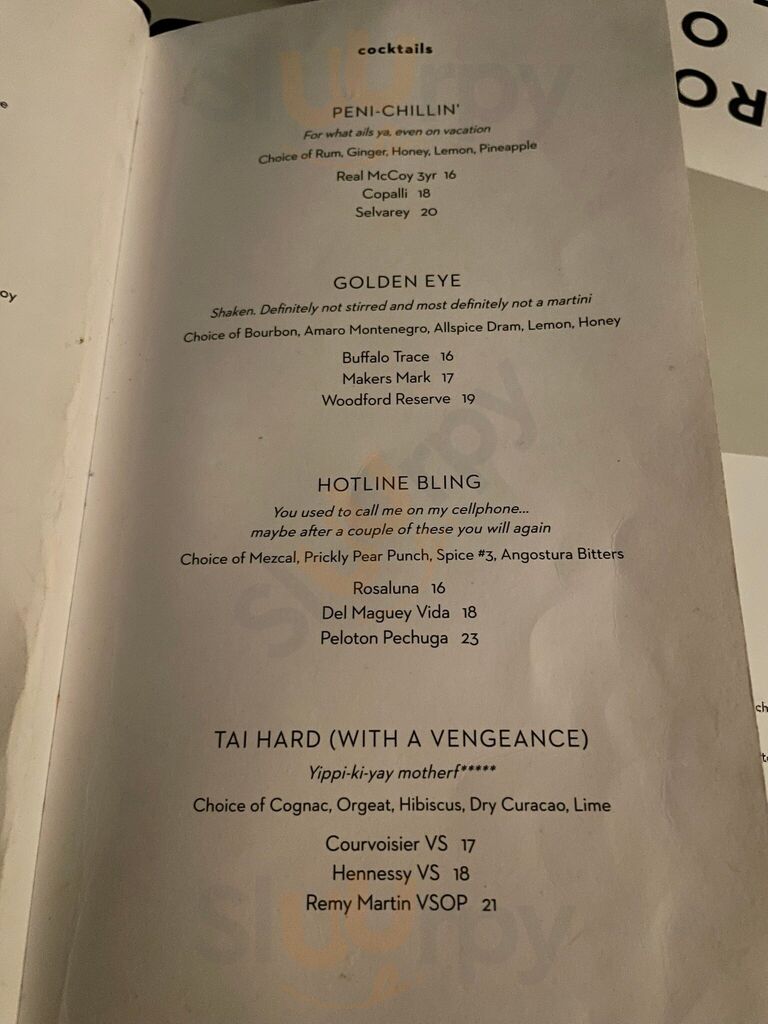 cocktails
PENI-CHILLIN'
For what ails ya, even on vacation
Choice of Rum, Ginger, Honey, Lemon, Pineapple
Real McCoy 3yr 16
Copalli 18
Selvarey 20
GOLDEN EYE
Shaken. Definitely not stirred and most definitely not a martini
Choice of Bourbon, Amaro Montenegro, Allspice Dram, Lemon, Honey
Buffalo Trace 16
Makers Mark 17
Woodford Reserve 19
HOTLINE BLING
You used to call me on my cellphone...
maybe after a couple of these you will again
Choice of Mezcal, Prickly Pear Punch, Spice #3, Angostura Bitters
Rosaluna 16
Del Maguey Vida 18
Peloton Pechuga 23
TAI HARD (WITH A VENGEANCE)
Yippi-ki-yay motherf*****
Choice of Cognac, Orgeat, Hibiscus, Dry Curacao, Lime
Courvoisier VS 17
Hennessy VS 18
Remy Martin VSOP 21
Sluurpy
Sluurpy
Sluurpy